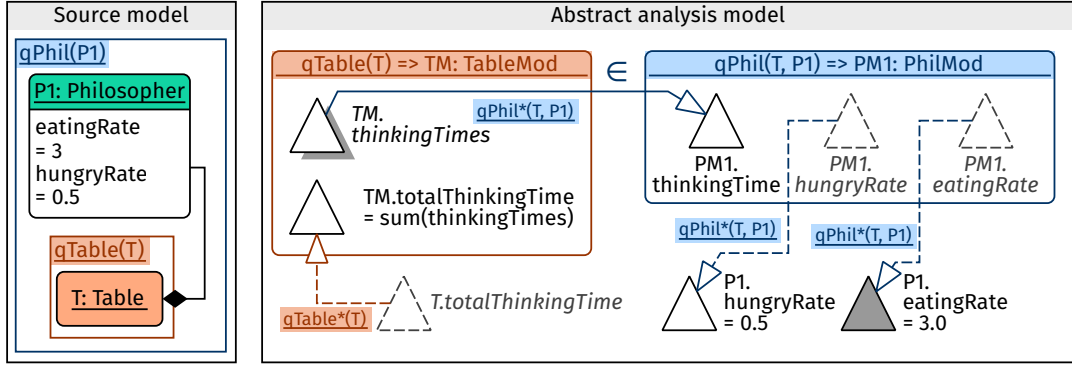 Source model
qPhil(P1)
P1: Philosopher
eatingRate
= 3
hungryRate
= 0.5
qTable(T)
T: Table
Abstract analysis model
qTable(T) => TM: TableMod
∈
qPhil(T, P1) => PM1: PhilMod
TM.
thinkingTimes
qPhil*(T, P1)
PM1.
thinkingTime
PM1.
hungryRate
PM1.
eatingRate
TM.totalThinkingTime
= sum(thinkingTimes)
qPhil*(T, P1)
qPhil*(T, P1)
qTable*(T)
T.totalThinkingTime
P1.
hungryRate
= 0.5
P1.
eatingRate
= 3.0